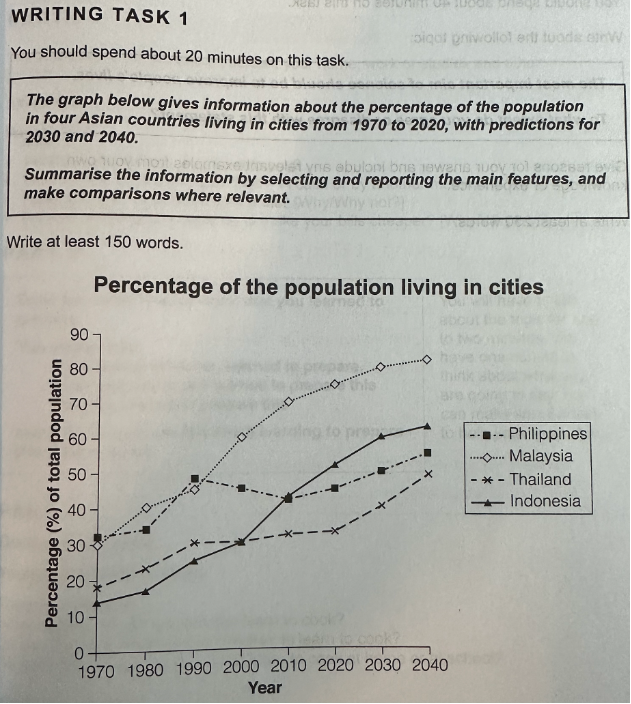 WRITING TASK 1
You should spend about 20 minutes on this task.
The graph below gives information about the percentage of the population
in four Asian countries living in cities from 1970 to 2020, with predictions for
2030 and 2040.
Summarise the information by selecting and reporting the main features, and
make comparisons where relevant.
Write at least 150 words.
Percentage of the population living in cities
Percentage (%) of total population
90
80
70
60
50
40
30
20
10
0
1970 1980 1990 2000 2010 2020 2030 2040
Year
Philippines
Malaysia
Thailand
Indonesia